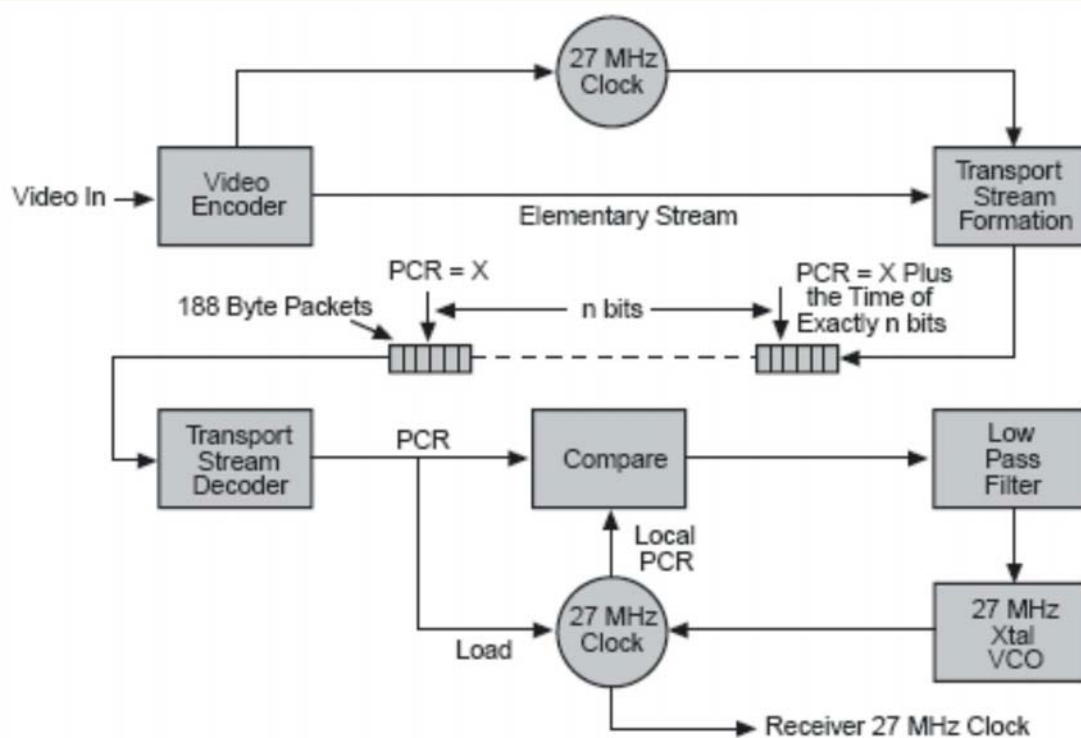 27 MHz
Clock
Video In
Video
Encoder
Elementary Stream
Transport
Stream
Formation
PCR = X
188 Byte Packets
n bits
PCR = X Plus
the Time of
Exactly n bits
Transport
Stream
Decoder
PCR
Compare
Low
Pass
Filter
Local
PCR
Load
27 MHz
Clock
27 MHz
Xtal
VCO
Receiver 27 MHz Clock